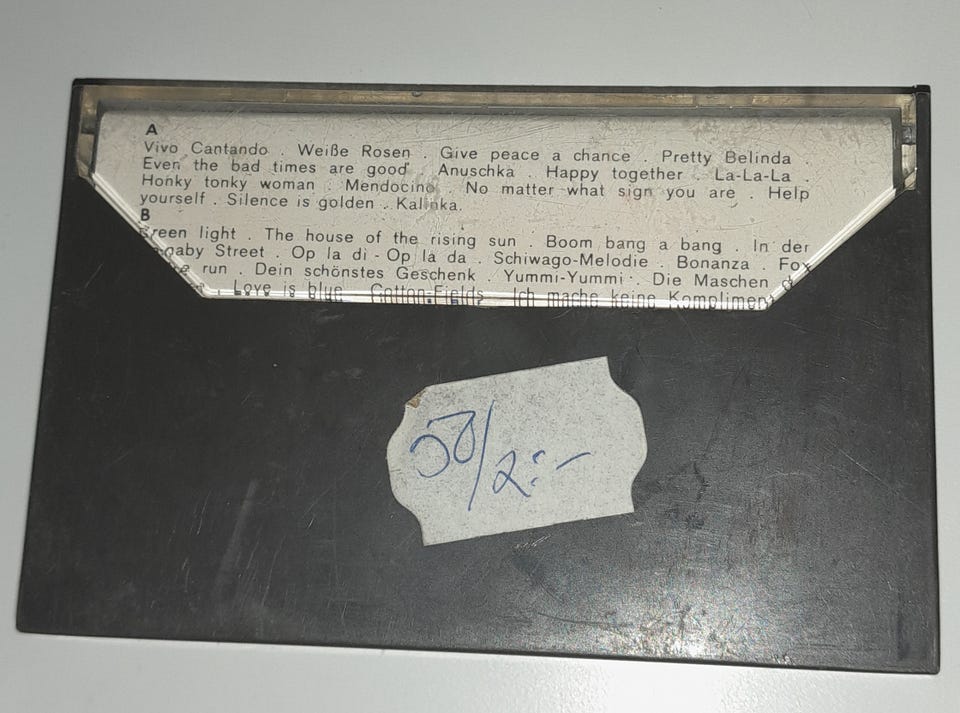 A
Vivo Cantando . Weiße Rosen . Give peace a chance . Pretty Belinda .
Even the bad times are good . Anuschka . Happy together . La-La-La .
Honky tonky woman . Mendocino . No matter what sign you are . Help
yourself . Silence is golden . Kalinka.
B
Green light . The house of the rising sun . Boom bang a bang . In der
Street . Op la di - Op la da . Schiwago-Melodie . Bonanza . Fox
run . Dein schönstes Geschenk . Yummi-Yummi . Die Maschen
Love is blue . Cotton-Fields . Ich mache keine Kompliment
/2:-